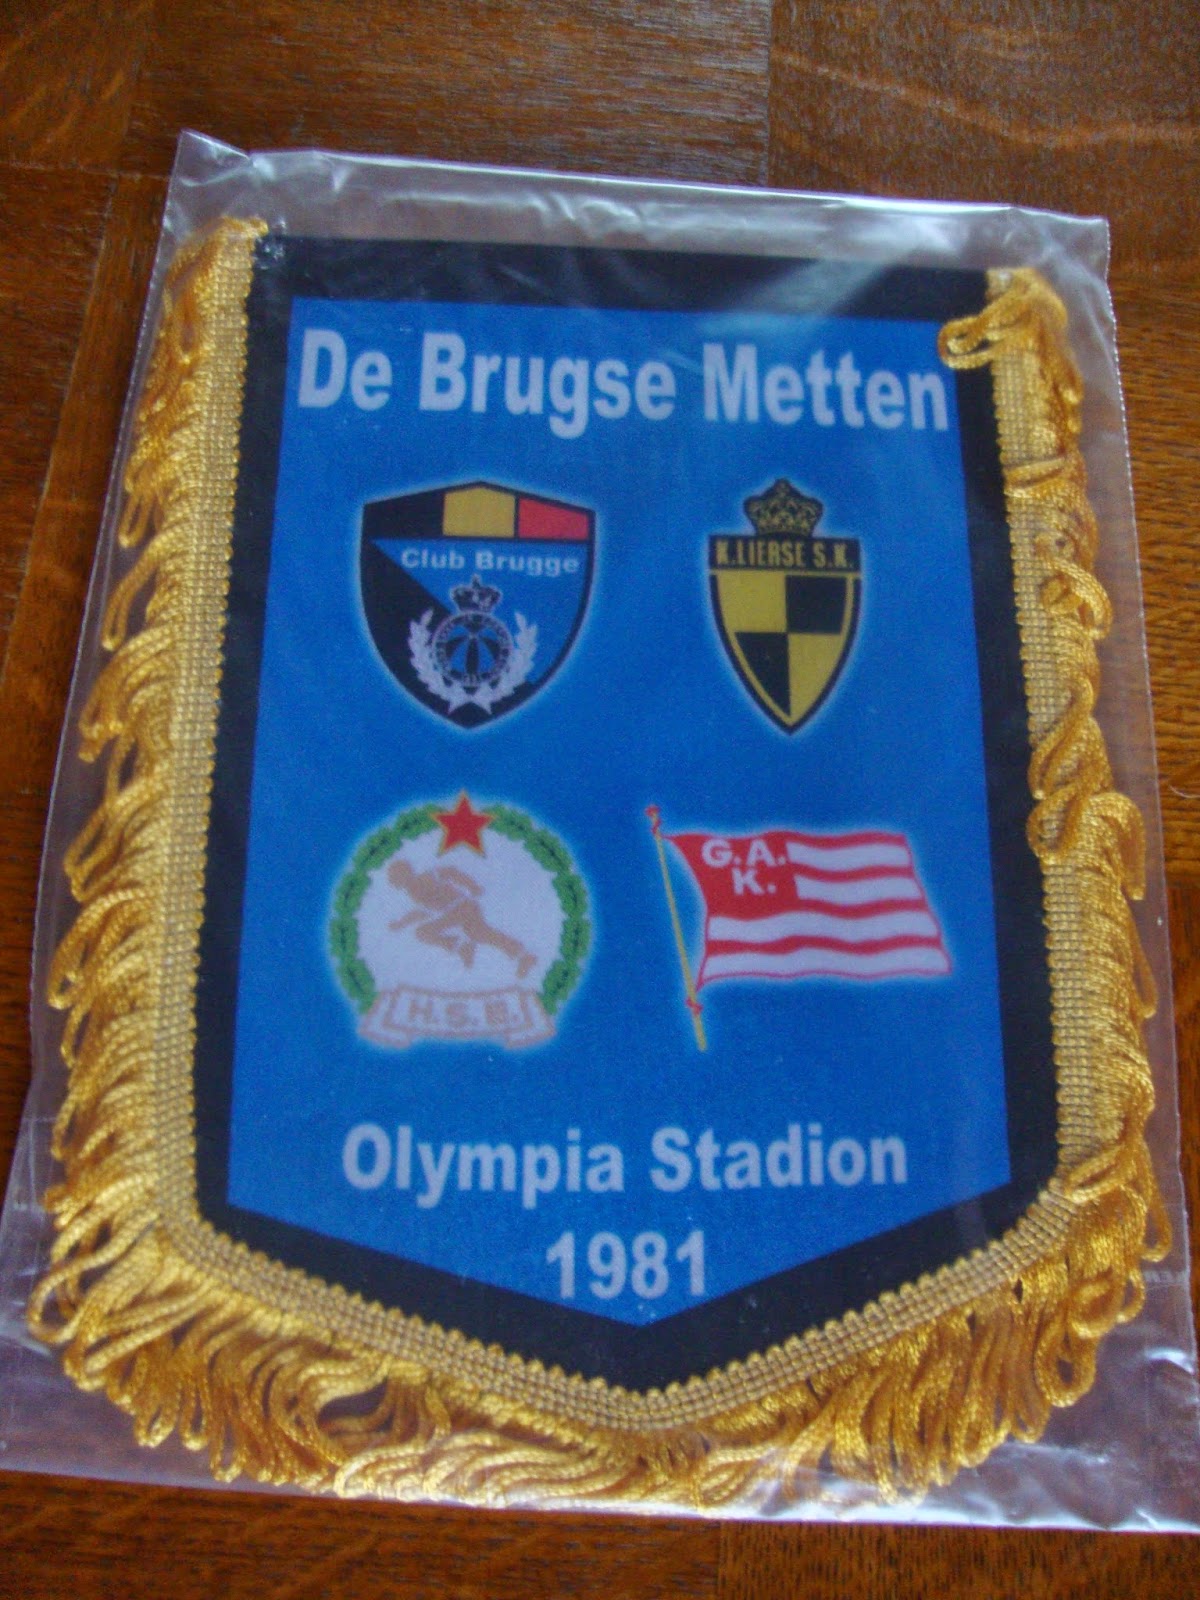 De Brugse Metten
Club Brugge
K.LIERSE S.K.
G.A.
K.
H.S.
Olympia Stadion
1981